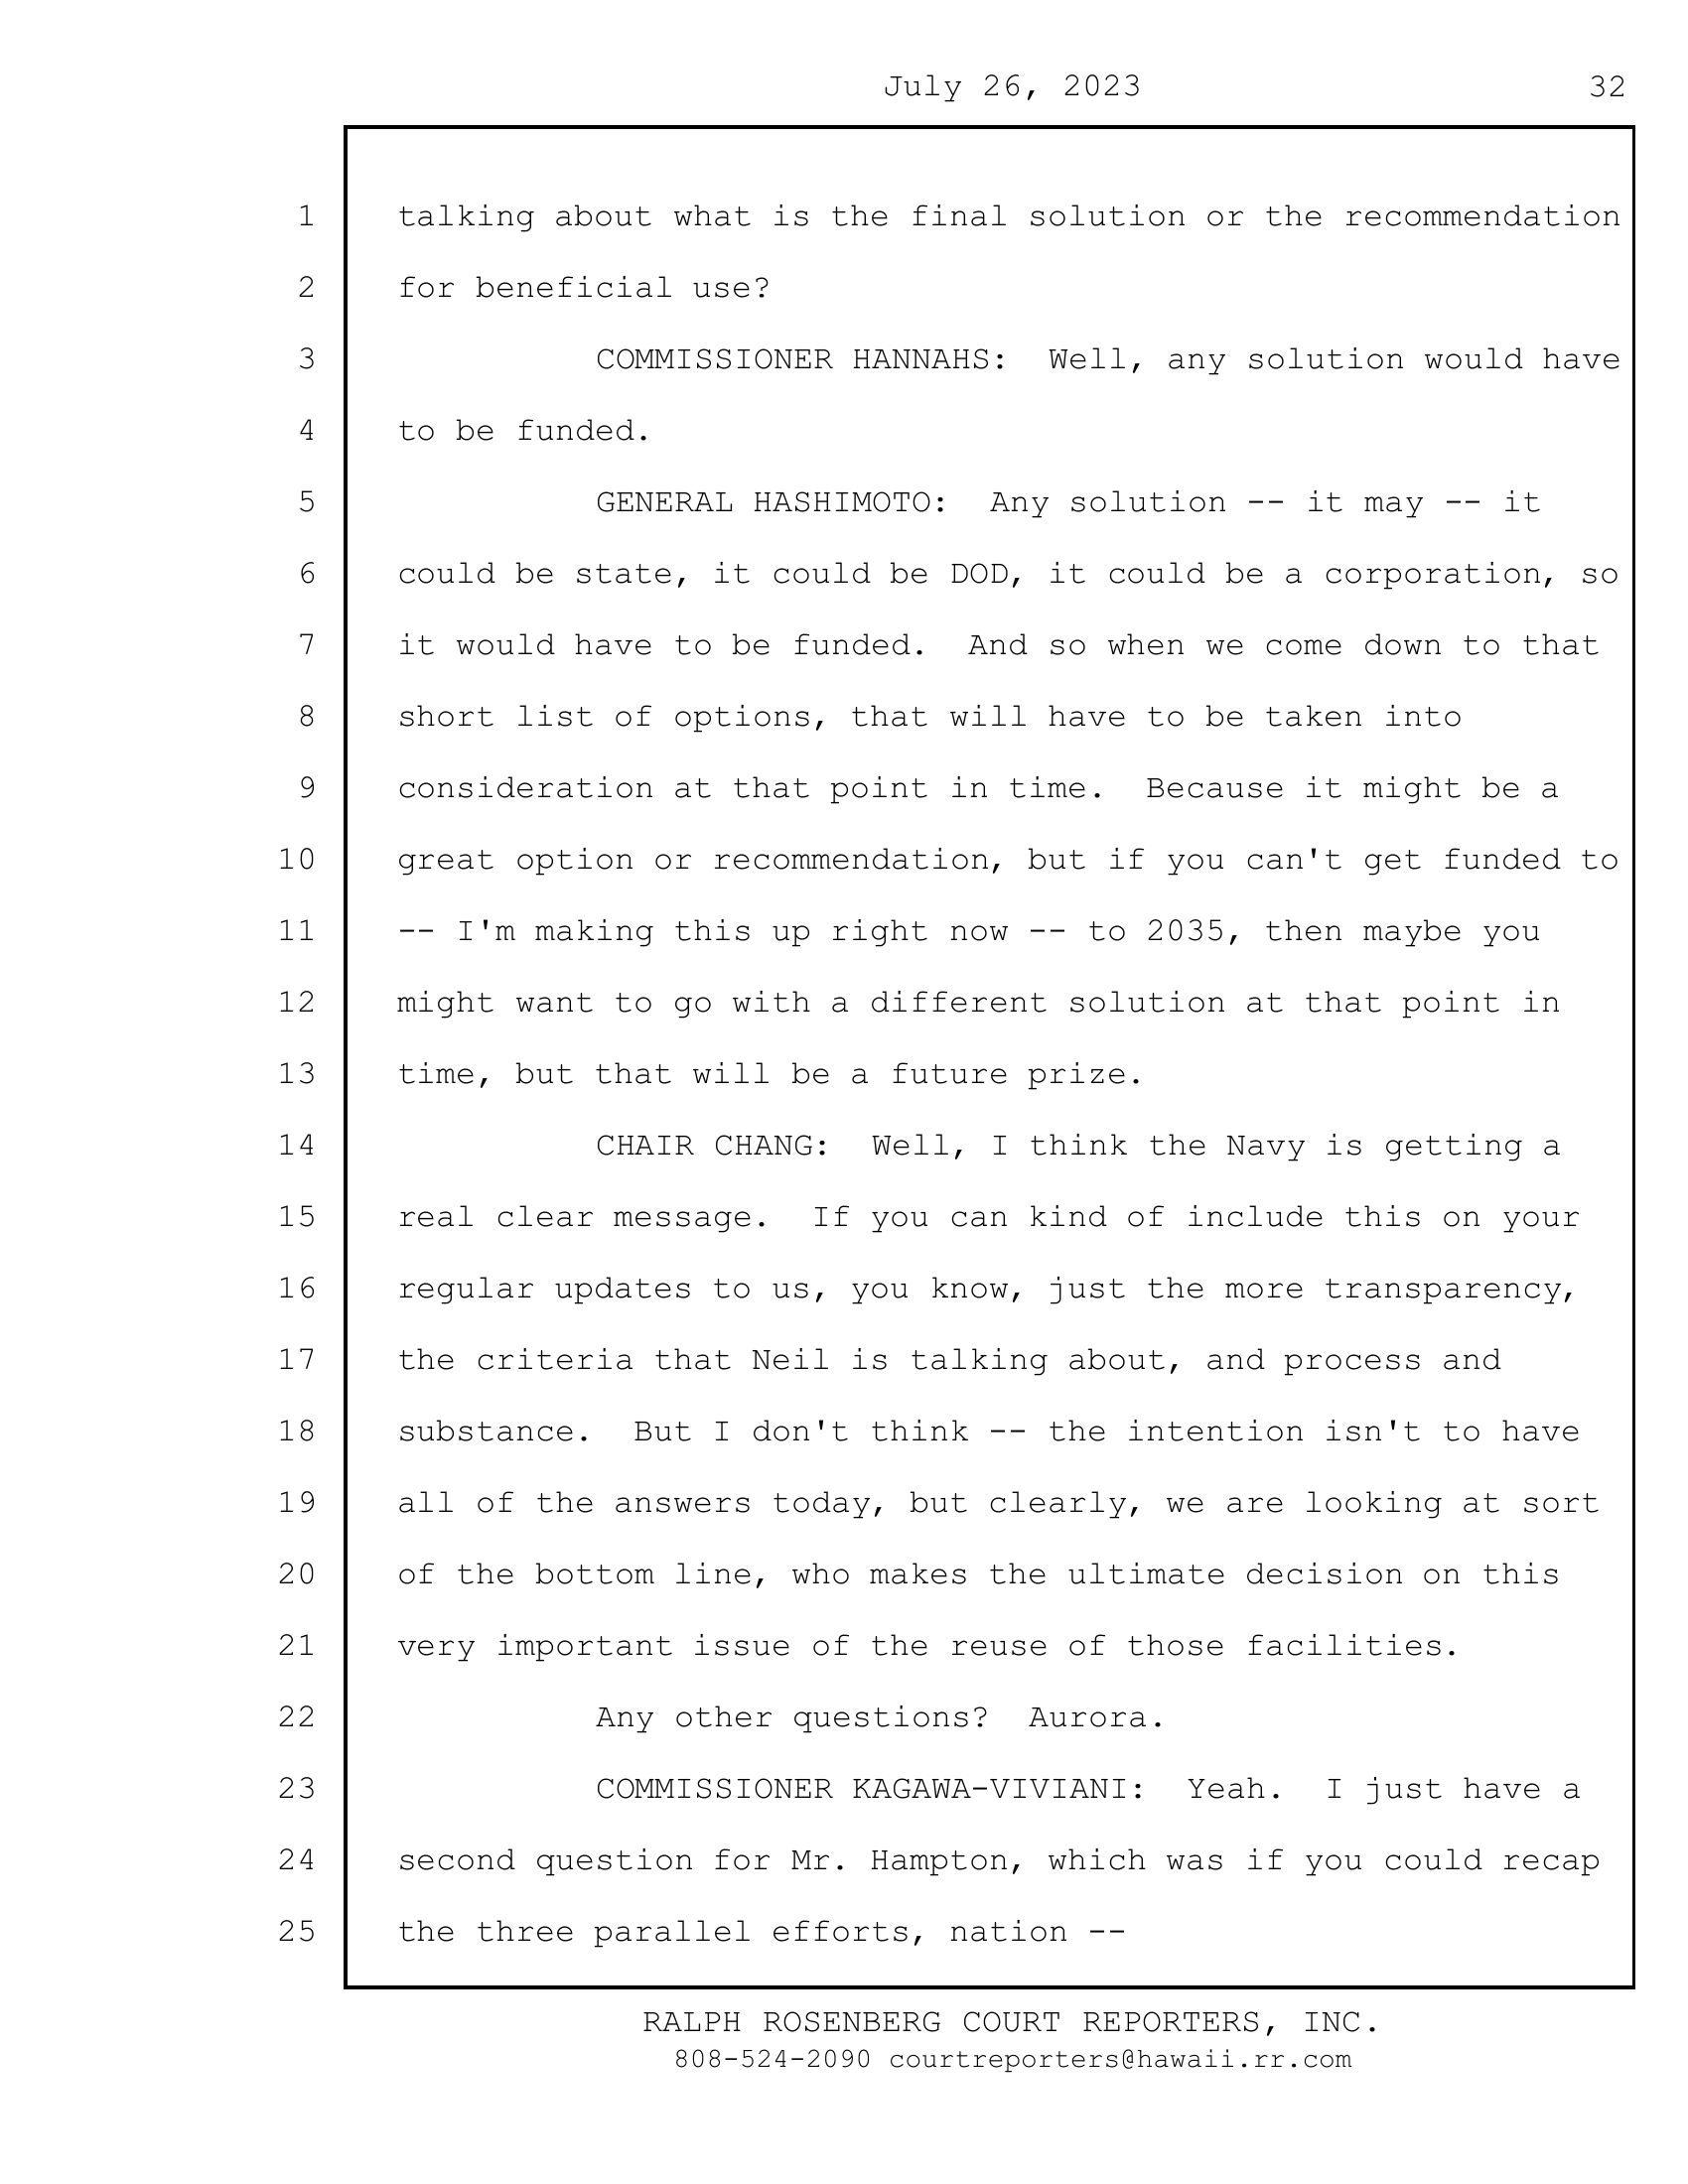 July 26, 2023 32
1 talking about what is the final solution or the recommendation
2 for beneficial use?
3 COMMISSIONER HANNAHS: Well, any solution would have
4 to be funded.
5 GENERAL HASHIMOTO: Any solution -- it may -- it
6 could be state, it could be DOD, it could be a corporation, so
7 it would have to be funded. And so when we come down to that
8 short list of options, that will have to be taken into
9 consideration at that point in time. Because it might be a
10 great option or recommendation, but if you can't get funded to
11 -- I'm making this up right now -- to 2035, then maybe you
12 might want to go with a different solution at that point in
13 time, but that will be a future prize.
14 CHAIR CHANG: Well, I think the Navy is getting a
15 real clear message. If you can kind of include this on your
16 regular updates to us, you know, just the more transparency,
17 the criteria that Neil is talking about, and process and
18 substance. But I don't think -- the intention isn't to have
19 all of the answers today, but clearly, we are looking at sort
20 of the bottom line, who makes the ultimate decision on this
21 very important issue of the reuse of those facilities.
22 Any other questions? Aurora.
23 COMMISSIONER KAGAWA-VIVIANI: Yeah. I just have a
24 second question for Mr. Hampton, which was if you could recap
25 the three parallel efforts, nation --
RALPH ROSENBERG COURT REPORTERS, INC.
808-524-2090 courtreporters@hawaii.rr.com